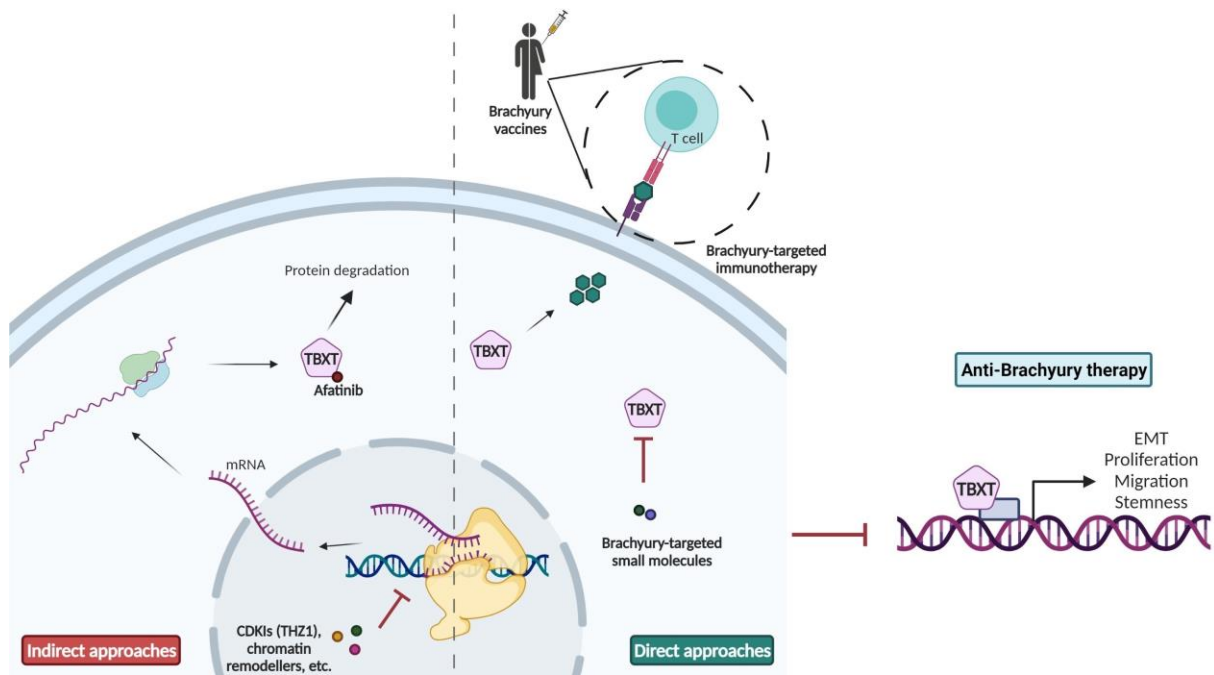 Brachyury
vaccines
T cell
Brachyury-targeted
immunotherapy
Protein degradation
TBXT
Afatinib
TBXT
TBXT
mRNA
Brachyury-targeted
small molecules
CDKIs (THZ1),
chromatin
remodellers, etc.
Indirect approaches
Direct approaches
Anti-Brachyury therapy
EMT
Proliferation
Migration
Stemness
TBXT